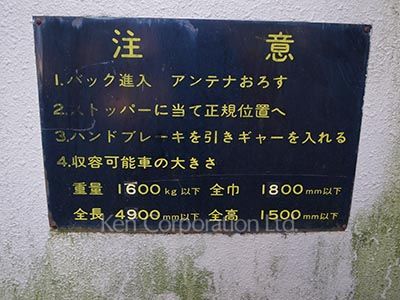 注意
1.バック進入 アンテナおろす
2.ストッパーに当て正規位置へ
3.ハンドブレーキを引きギャーを入れる
4.収容可能車の大きさ
重量 1600kg以下 全巾 1800mm以下
全長 4900mm以下 全高 1500mm以下
Ken Corporation Ltd.